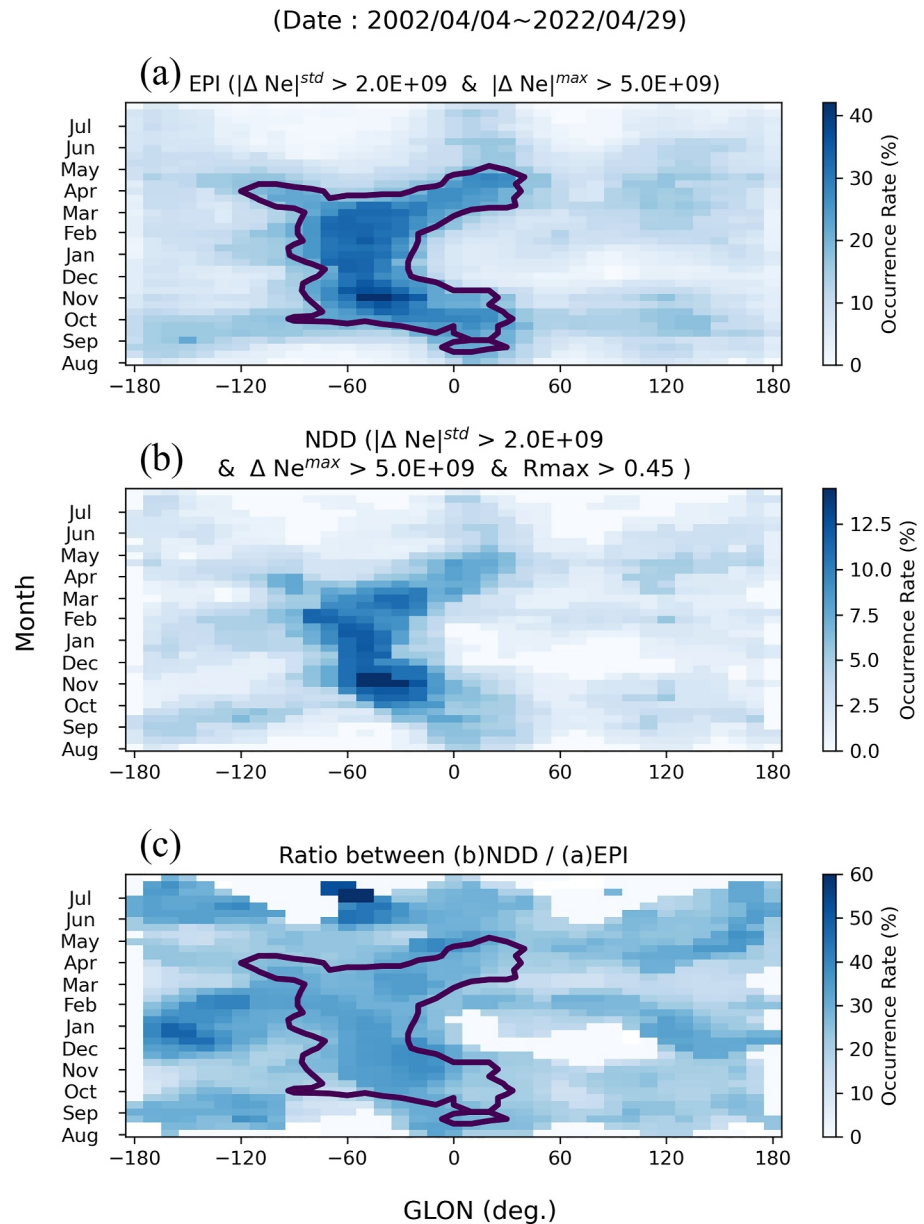 (Date : 2002/04/04~2022/04/29)
(a) EPI (|Δ Ne|^std > 2.0E+09 & |Δ Ne|^max > 5.0E+09)
Jul
Jun
May
Apr
Mar
Feb
Jan
Dec
Nov
Oct
Sep
Aug
−180 −120 −60 0 60 120 180
40
30
20
10
0
Occurrence Rate (%)
(b) NDD (|Δ Ne|^std > 2.0E+09
& Δ Ne^max > 5.0E+09 & Rmax > 0.45 )
Month
Jul
Jun
May
Apr
Mar
Feb
Jan
Dec
Nov
Oct
Sep
Aug
−180 −120 −60 0 60 120 180
12.5
10.0
7.5
5.0
2.5
0.0
Occurrence Rate (%)
(c) Ratio between (b)NDD / (a)EPI
Jul
Jun
May
Apr
Mar
Feb
Jan
Dec
Nov
Oct
Sep
Aug
−180 −120 −60 0 60 120 180
60
50
40
30
20
10
0
Occurrence Rate (%)
GLON (deg.)